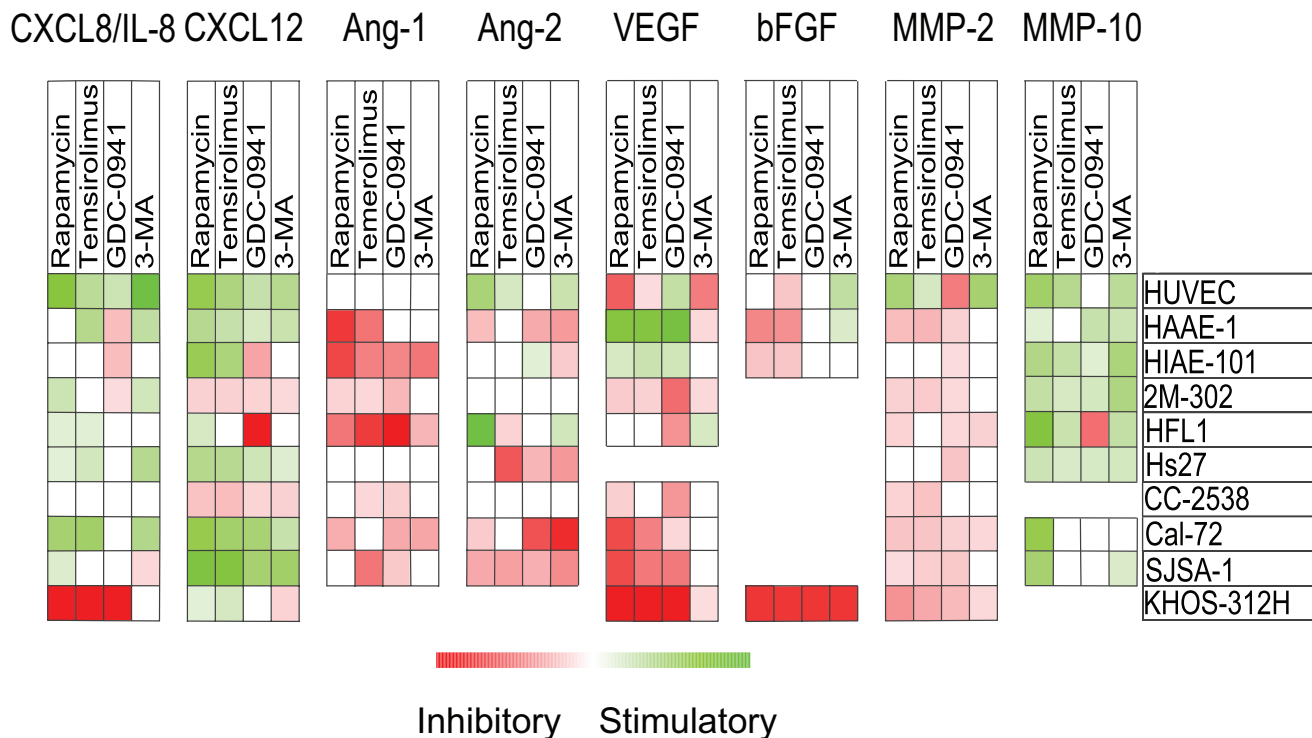 CXCL8/IL-8 CXCL12 Ang-1 Ang-2 VEGF bFGF MMP-2 MMP-10
Rapamycin
Temsirolimus
GDC-0941
3-MA
Rapamycin
Temsirolimus
GDC-0941
3-MA
Rapamycin
Temerolimus
GDC-0941
3-MA
Rapamycin
Temsirolimus
GDC-0941
3-MA
Rapamycin
Temsirolimus
GDC-0941
3-MA
Rapamycin
Temsirolimus
GDC-0941
3-MA
Rapamycin
Temsirolimus
GDC-0941
3-MA
Rapamycin
Temsirolimus
GDC-0941
3-MA
HUVEC
HAAE-1
HIAE-101
2M-302
HFL1
Hs27
CC-2538
Cal-72
SJSA-1
KHOS-312H
Inhibitory Stimulatory